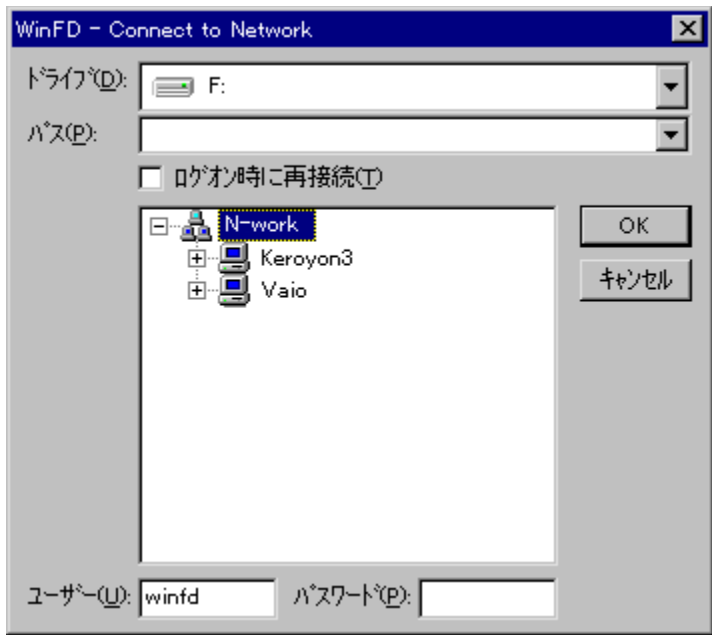 WinFD - Connect to Network
ﾄﾞﾗｲﾌﾞ(D):
F:
ﾊﾟｽ(P):
ﾛｸﾞｵﾝ時に再接続(T)
N-work
OK
Keroyon3
ｷｬﾝｾﾙ
Vaio
ﾕｰｻﾞｰ(U):
winfd
ﾊﾟｽﾜｰﾄﾞ(P):